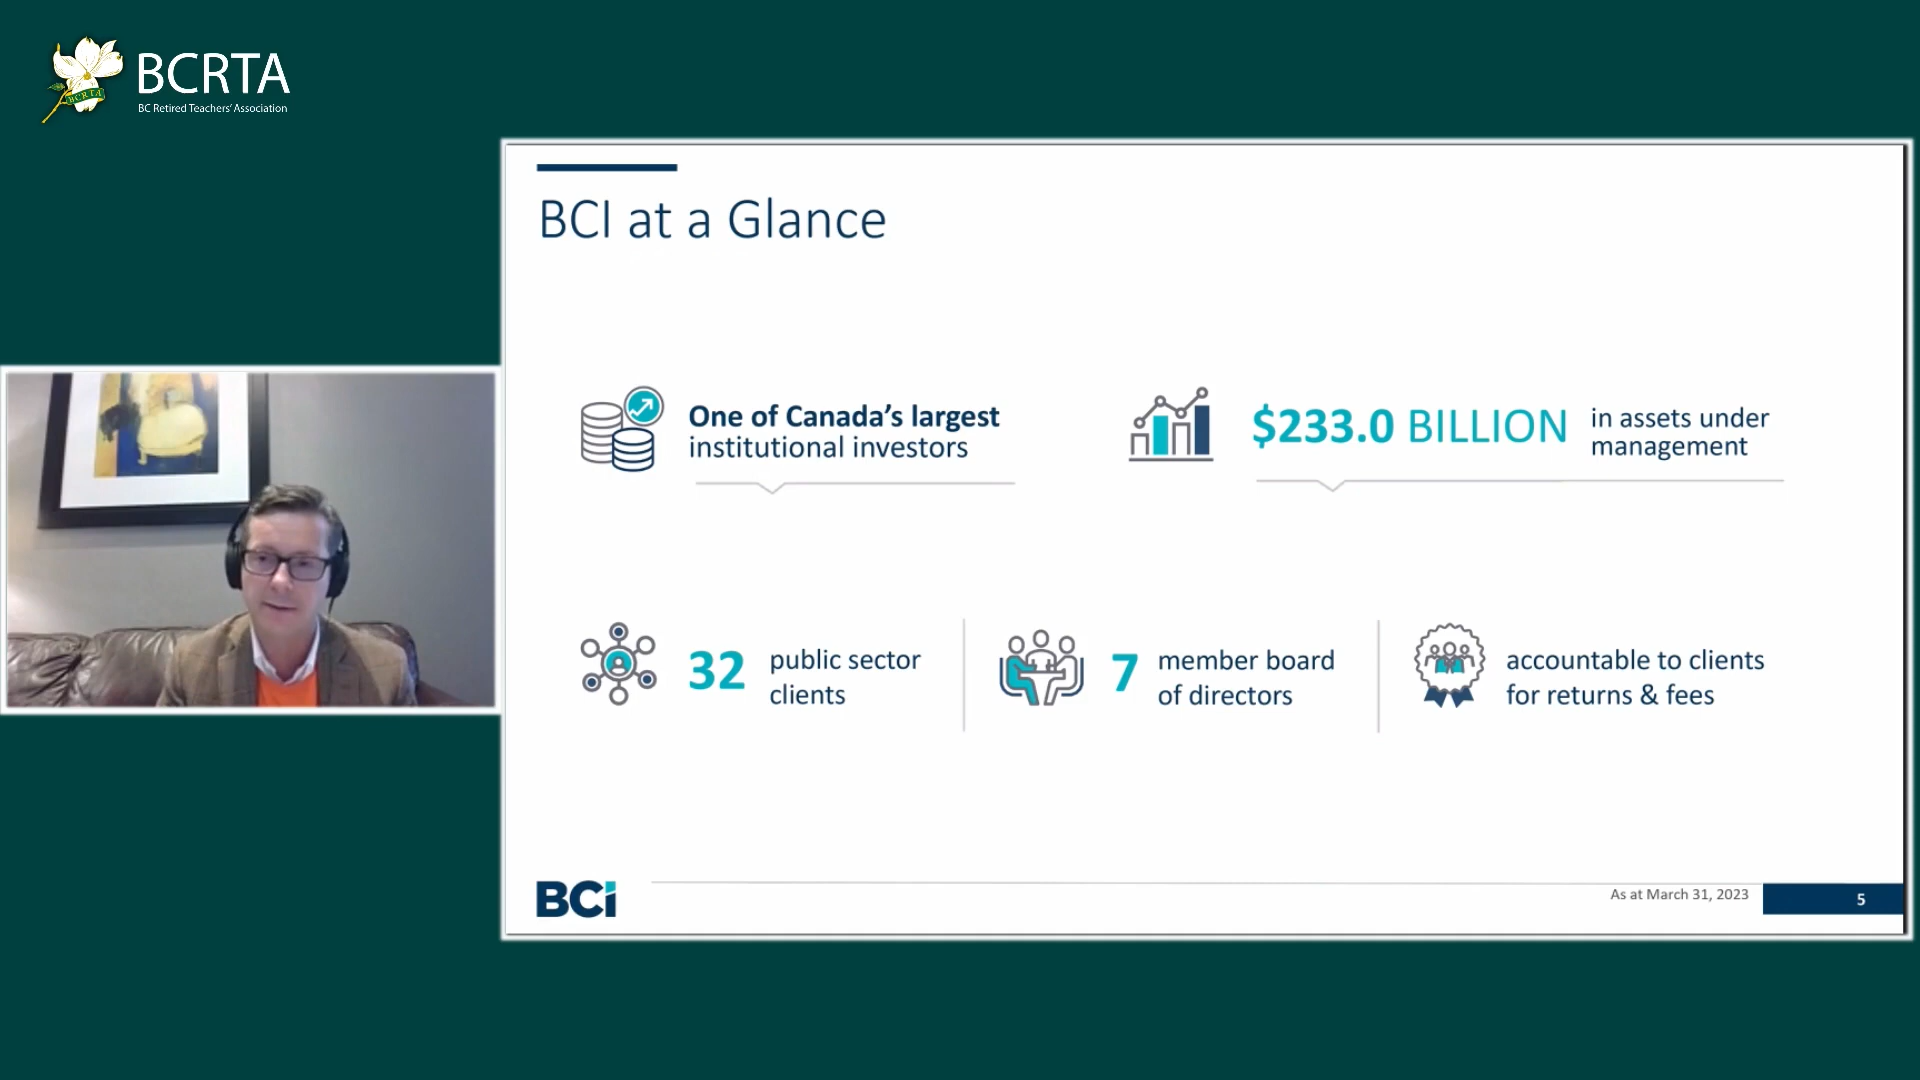 BCRTA
BC Retired Teachers' Association
BCRTA
BCI at a Glance
One of Canada's largest
institutional investors
$233.0 BILLION
in assets under
management
32
public sector
clients
7
member board
of directors
accountable to clients
for returns & fees
BCi
As at March 31, 2023
5